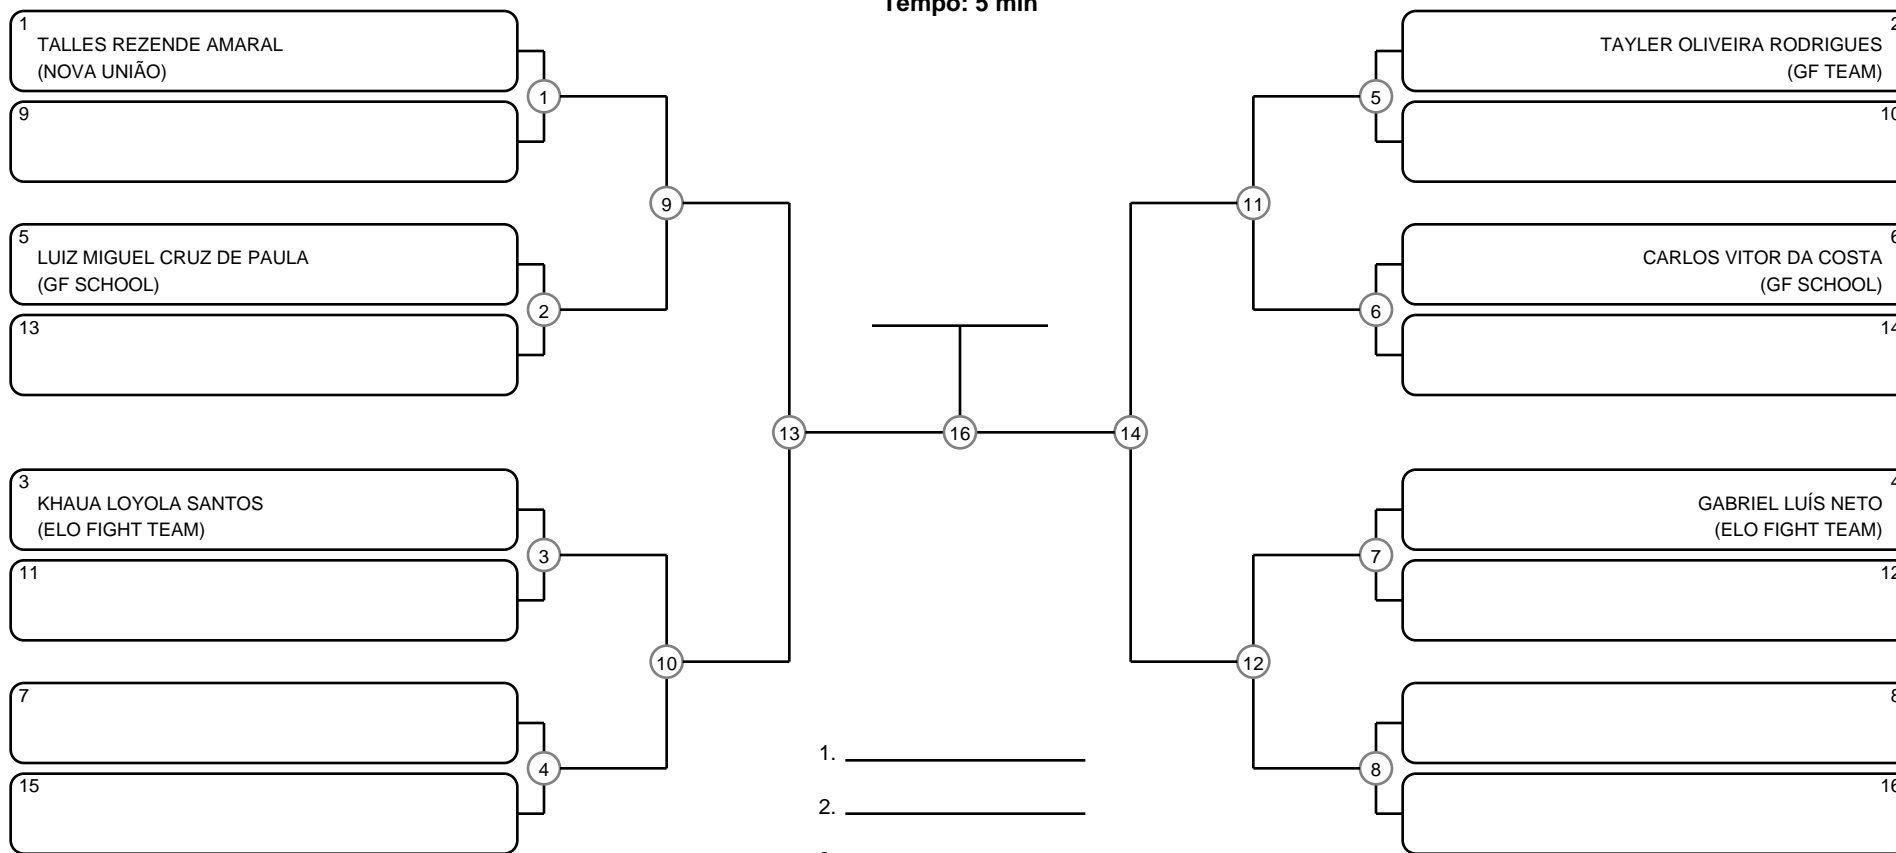 Tempo: 5 min
1
TALLES REZENDE AMARAL
(NOVA UNIÃO)
9
1
5
LUIZ MIGUEL CRUZ DE PAULA
(GF SCHOOL)
13
2
9
3
KHAUA LOYOLA SANTOS
(ELO FIGHT TEAM)
11
3
7
15
4
10
13
16
14
2
TAYLER OLIVEIRA RODRIGUES
(GF TEAM)
10
5
6
CARLOS VITOR DA COSTA
(GF SCHOOL)
14
6
11
4
GABRIEL LUÍS NETO
(ELO FIGHT TEAM)
12
7
8
16
8
12
1.
2.